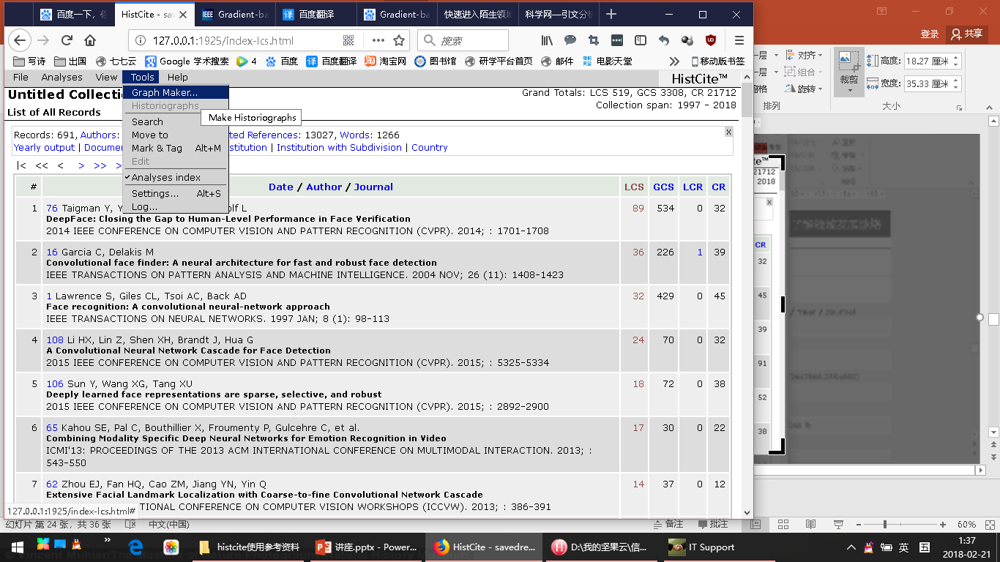 百度一下，你
HistCite - sav
Gradient-ba
百度翻译
Gradient-ba
快速进入陌生领域
科学网—引文分析
127.0.0.1:1925/index-lcs.html
搜索
写诗
出国
七七云
Google 学术搜索
4
百度
百度翻译
淘宝网
图书馆
研学平台首页
邮件
电影天堂
移动版书签
File Analyses View Tools Help
HistCite™
Untitled Collecti
Grand Totals: LCS 519, GCS 3308, CR 21712
Collection span: 1997 - 2018
List of All Records
Graph Maker...
Historiographs
Make Historiographs
Search
Move to
Mark & Tag Alt+M
Edit
Analyses index
Settings... Alt+S
Log...
Records: 691, Authors: ted References: 13027, Words: 1266
Yearly output | Docume stitution | Institution with Subdivision | Country
|< << < > >> >
# Date / Author / Journal LCS GCS LCR CR
1 76 Taigman Y, Y olf L 89 534 0 32
DeepFace: Closing the Gap to Human-Level Performance in Face Verification
2014 IEEE CONFERENCE ON COMPUTER VISION AND PATTERN RECOGNITION (CVPR). 2014; : 1701-1708
2 16 Garcia C, Delakis M 36 226 1 39
Convolutional face finder: A neural architecture for fast and robust face detection
IEEE TRANSACTIONS ON PATTERN ANALYSIS AND MACHINE INTELLIGENCE. 2004 NOV; 26 (11): 1408-1423
3 1 Lawrence S, Giles CL, Tsoi AC, Back AD 32 429 0 45
Face recognition: A convolutional neural-network approach
IEEE TRANSACTIONS ON NEURAL NETWORKS. 1997 JAN; 8 (1): 98-113
4 108 Li HX, Lin Z, Shen XH, Brandt J, Hua G 24 70 0 32
A Convolutional Neural Network Cascade for Face Detection
2015 IEEE CONFERENCE ON COMPUTER VISION AND PATTERN RECOGNITION (CVPR). 2015; : 5325-5334
5 106 Sun Y, Wang XG, Tang XU 18 72 0 38
Deeply learned face representations are sparse, selective, and robust
2015 IEEE CONFERENCE ON COMPUTER VISION AND PATTERN RECOGNITION (CVPR). 2015; : 2892-2900
6 65 Kahou SE, Pal C, Bouthillier X, Froumenty P, Gulcehre C, et al. 17 30 0 22
Combining Modality Specific Deep Neural Networks for Emotion Recognition in Video
ICMI'13: PROCEEDINGS OF THE 2013 ACM INTERNATIONAL CONFERENCE ON MULTIMODAL INTERACTION. 2013; :
543-550
7 62 Zhou EJ, Fan HQ, Cao ZM, Jiang YN, Yin Q 14 37 0 12
Extensive Facial Landmark Localization with Coarse-to-fine Convolutional Network Cascade
TIONAL CONFERENCE ON COMPUTER VISION WORKSHOPS (ICCVW). 2013; : 386-391
127.0.0.1:1925/index-lcs.html#
登录
共享
对齐
组合
旋转
排列
裁剪
高度: 18.27 厘米
宽度: 35.33 厘米
大小
21712
2018
CR
32
45
39
91
52
38
幻灯片 第 24 张，共 36 张
中文(中国)
备注
批注
60%
histcite使用参考资料
讲座.pptx - Power...
HistCite - savedre...
D:\我的坚果云\信...
IT Support
英
1:37
2018-02-21